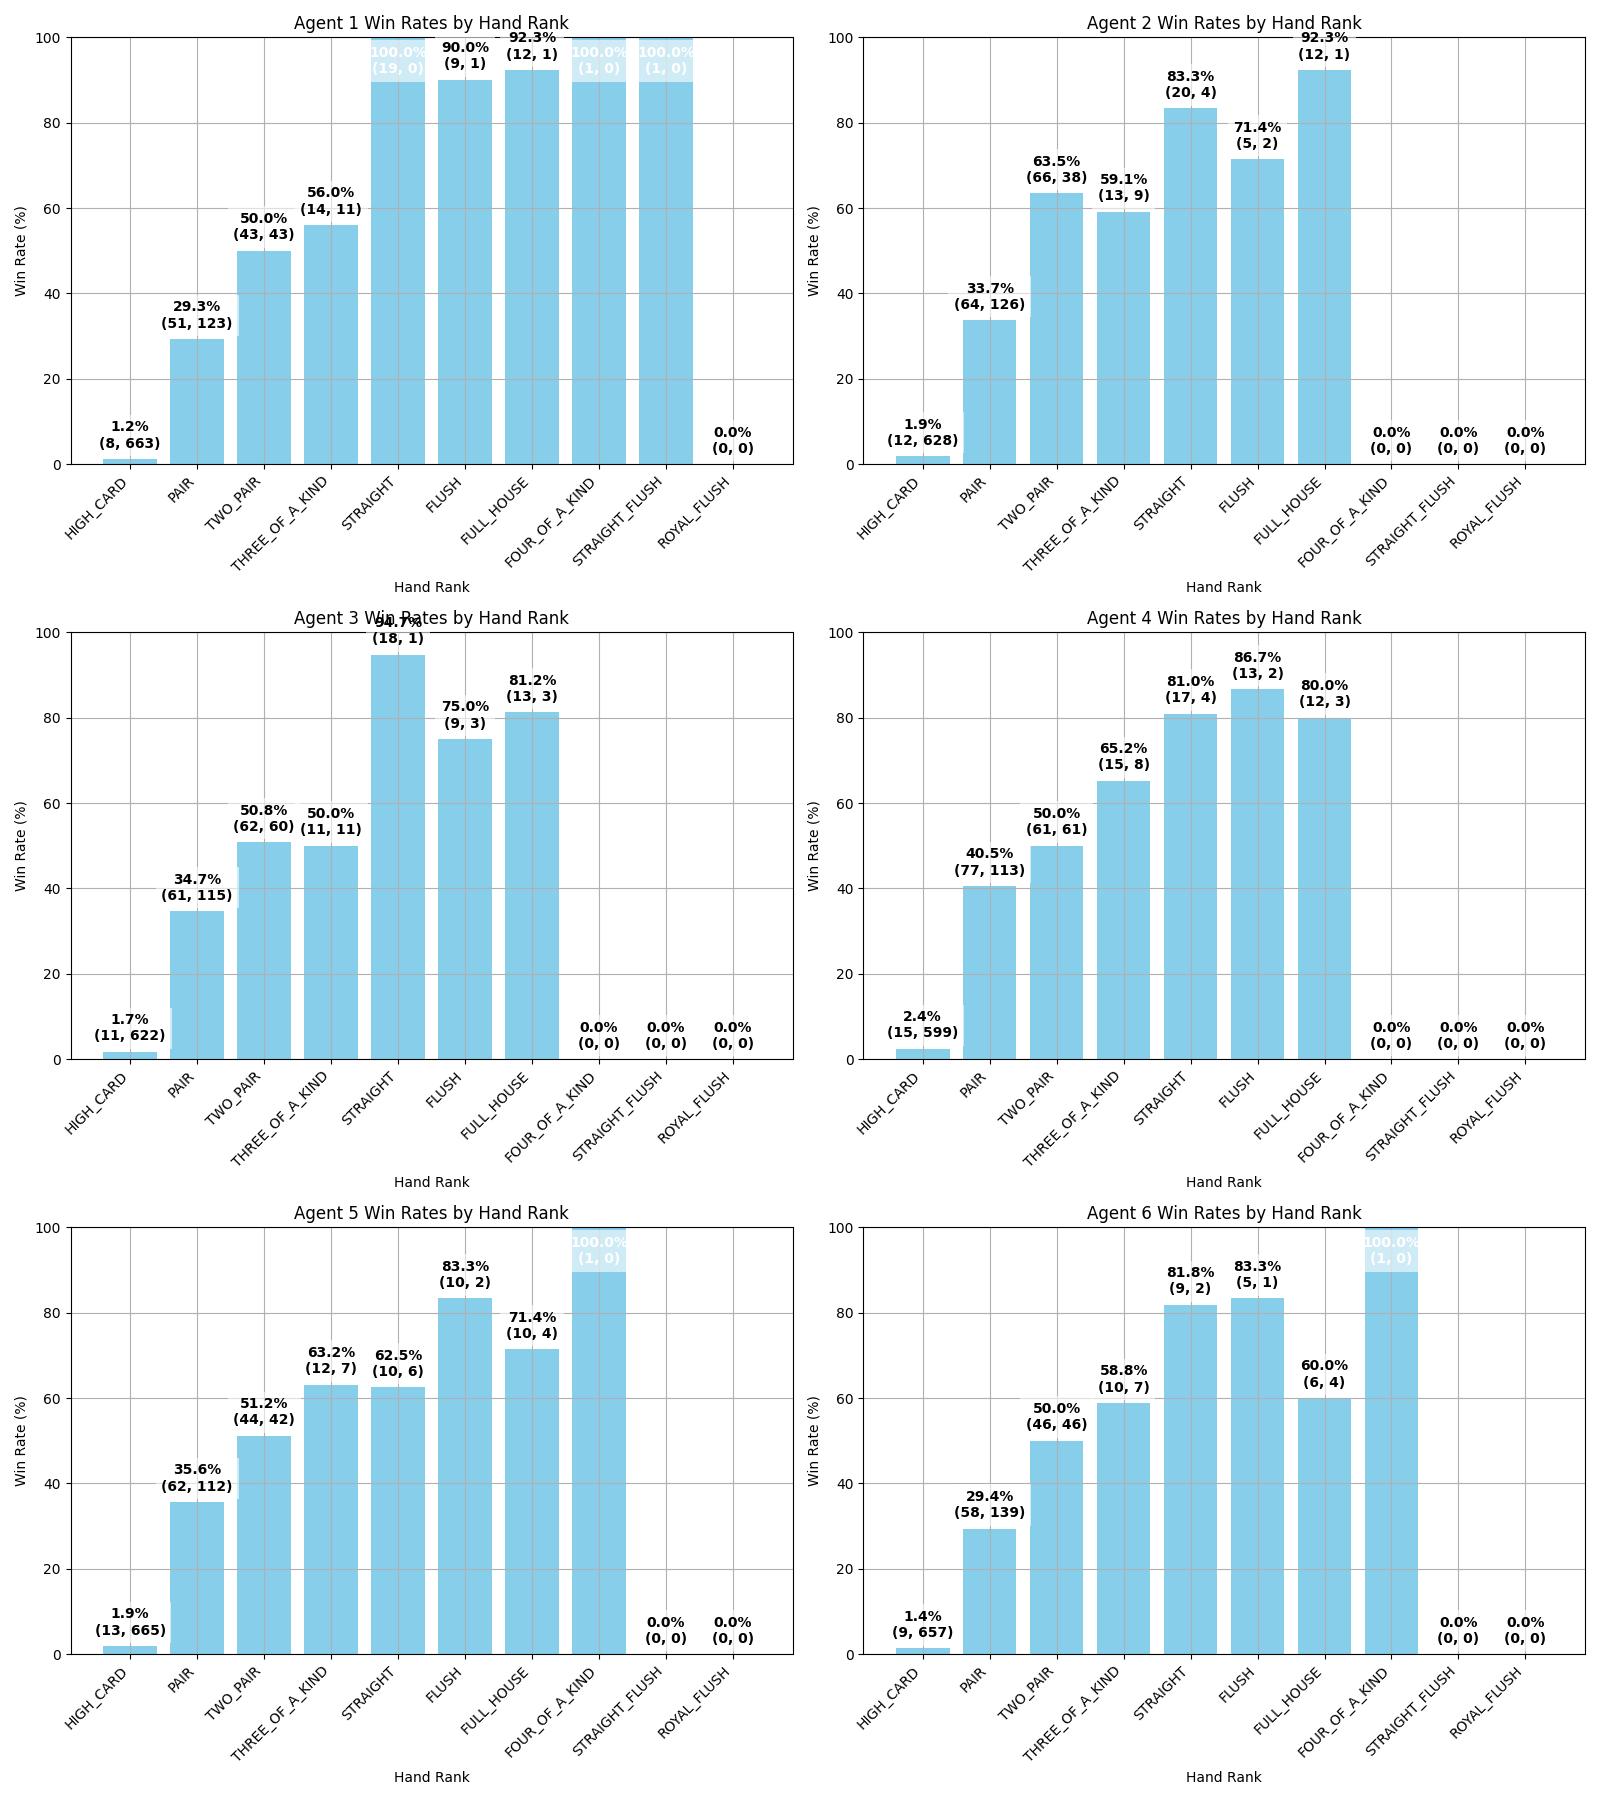 Agent 1 Win Rates by Hand Rank
Win Rate (%)
100
80
60
40
20
0
1.2%
(8, 663)
29.3%
(51, 123)
50.0%
(43, 43)
56.0%
(14, 11)
100.0%
(19, 0)
90.0%
(9, 1)
92.3%
(12, 1)
100.0%
(1, 0)
100.0%
(1, 0)
0.0%
(0, 0)
HIGH_CARD
PAIR
TWO_PAIR
THREE_OF_A_KIND
STRAIGHT
FLUSH
FULL_HOUSE
FOUR_OF_A_KIND
STRAIGHT_FLUSH
ROYAL_FLUSH
Hand Rank
Agent 2 Win Rates by Hand Rank
Win Rate (%)
100
80
60
40
20
0
1.9%
(12, 628)
33.7%
(64, 126)
63.5%
(66, 38)
59.1%
(13, 9)
83.3%
(20, 4)
71.4%
(5, 2)
92.3%
(12, 1)
0.0%
(0, 0)
0.0%
(0, 0)
0.0%
(0, 0)
HIGH_CARD
PAIR
TWO_PAIR
THREE_OF_A_KIND
STRAIGHT
FLUSH
FULL_HOUSE
FOUR_OF_A_KIND
STRAIGHT_FLUSH
ROYAL_FLUSH
Hand Rank
Agent 3 Win Rates by Hand Rank
Win Rate (%)
100
80
60
40
20
0
1.7%
(11, 622)
34.7%
(61, 115)
50.8%
(62, 60)
50.0%
(11, 11)
94.7%
(18, 1)
75.0%
(9, 3)
81.2%
(13, 3)
0.0%
(0, 0)
0.0%
(0, 0)
0.0%
(0, 0)
HIGH_CARD
PAIR
TWO_PAIR
THREE_OF_A_KIND
STRAIGHT
FLUSH
FULL_HOUSE
FOUR_OF_A_KIND
STRAIGHT_FLUSH
ROYAL_FLUSH
Hand Rank
Agent 4 Win Rates by Hand Rank
Win Rate (%)
100
80
60
40
20
0
2.4%
(15, 599)
40.5%
(77, 113)
50.0%
(61, 61)
65.2%
(15, 8)
81.0%
(17, 4)
86.7%
(13, 2)
80.0%
(12, 3)
0.0%
(0, 0)
0.0%
(0, 0)
0.0%
(0, 0)
HIGH_CARD
PAIR
TWO_PAIR
THREE_OF_A_KIND
STRAIGHT
FLUSH
FULL_HOUSE
FOUR_OF_A_KIND
STRAIGHT_FLUSH
ROYAL_FLUSH
Hand Rank
Agent 5 Win Rates by Hand Rank
Win Rate (%)
100
80
60
40
20
0
1.9%
(13, 665)
35.6%
(62, 112)
51.2%
(44, 42)
63.2%
(12, 7)
62.5%
(10, 6)
83.3%
(10, 2)
71.4%
(10, 4)
100.0%
(1, 0)
0.0%
(0, 0)
0.0%
(0, 0)
HIGH_CARD
PAIR
TWO_PAIR
THREE_OF_A_KIND
STRAIGHT
FLUSH
FULL_HOUSE
FOUR_OF_A_KIND
STRAIGHT_FLUSH
ROYAL_FLUSH
Hand Rank
Agent 6 Win Rates by Hand Rank
Win Rate (%)
100
80
60
40
20
0
1.4%
(9, 657)
29.4%
(58, 139)
50.0%
(46, 46)
58.8%
(10, 7)
81.8%
(9, 2)
83.3%
(5, 1)
60.0%
(6, 4)
100.0%
(1, 0)
0.0%
(0, 0)
0.0%
(0, 0)
HIGH_CARD
PAIR
TWO_PAIR
THREE_OF_A_KIND
STRAIGHT
FLUSH
FULL_HOUSE
FOUR_OF_A_KIND
STRAIGHT_FLUSH
ROYAL_FLUSH
Hand Rank